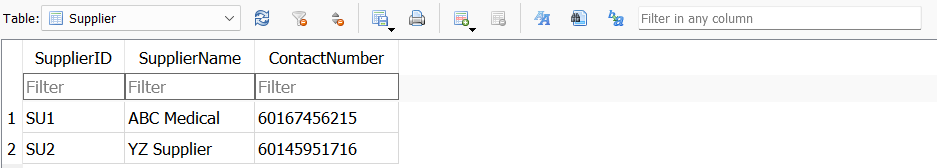 Table: Supplier Filter in any column
SupplierID SupplierName ContactNumber
Filter Filter Filter
1 SU1 ABC Medical 60167456215
2 SU2 YZ Supplier 60145951716